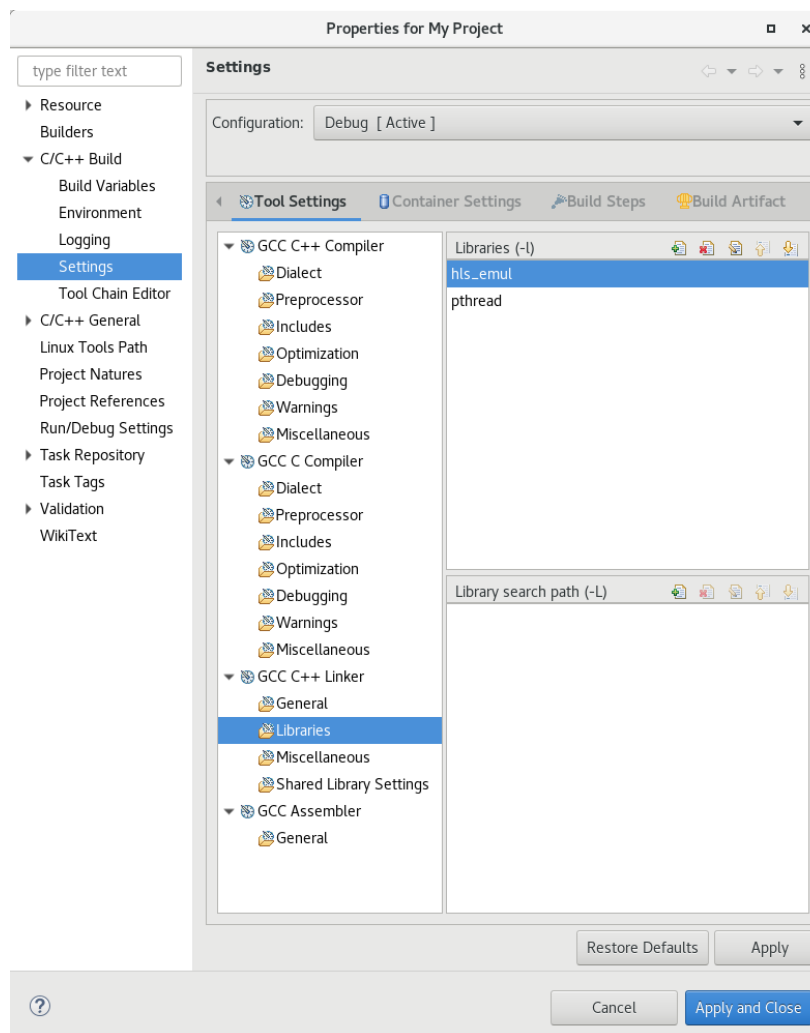 Properties for My Project
type filter text
Resource
Builders
C/C++ Build
Build Variables
Environment
Logging
Settings
Tool Chain Editor
C/C++ General
Linux Tools Path
Project Natures
Project References
Run/Debug Settings
Task Repository
Task Tags
Validation
WikiText
Settings
Configuration: Debug [ Active ]
Tool Settings Container Settings Build Steps Build Artifact
GCC C++ Compiler
Dialect
Preprocessor
Includes
Optimization
Debugging
Warnings
Miscellaneous
GCC C Compiler
Dialect
Preprocessor
Includes
Optimization
Debugging
Warnings
Miscellaneous
GCC C++ Linker
General
Libraries
Miscellaneous
Shared Library Settings
GCC Assembler
General
Libraries (-l)
hls_emul
pthread
Library search path (-L)
Restore Defaults Apply
? Cancel Apply and Close